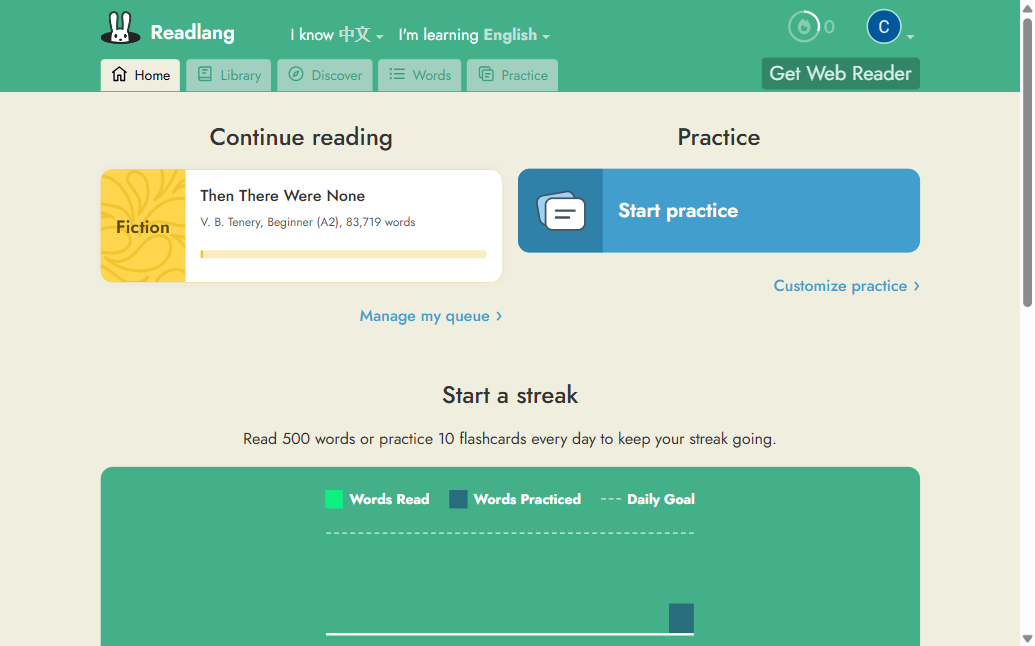 Readlang
I know 中文
I'm learning English
0
C
Home
Library
Discover
Words
Practice
Get Web Reader
Continue reading
Fiction
Then There Were None
V. B. Tenery, Beginner (A2), 83,719 words
Manage my queue ›
Practice
Start practice
Customize practice ›
Start a streak
Read 500 words or practice 10 flashcards every day to keep your streak going.
Words Read
Words Practiced
Daily Goal